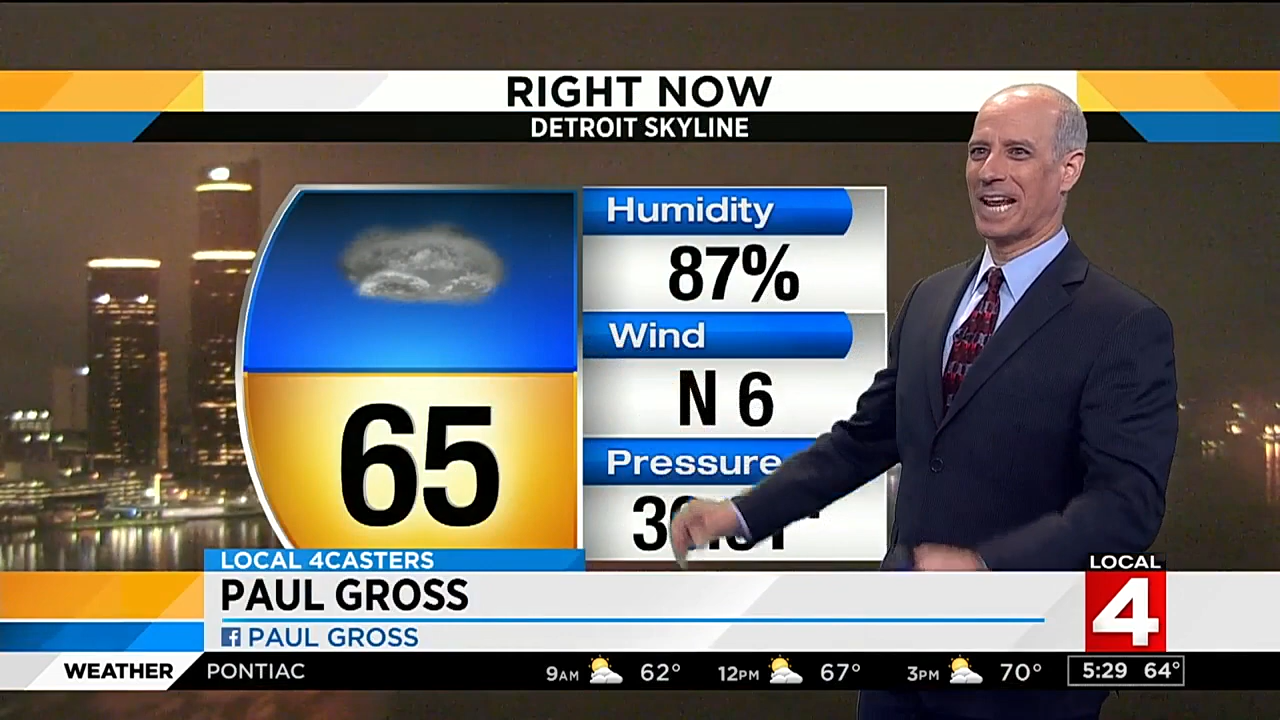 RIGHT NOW
DETROIT SKYLINE
Humidity
87%
Wind
N 6
65
Pressure
LOCAL 4CASTERS
PAUL GROSS
PAUL GROSS
LOCAL
4
WEATHER PONTIAC 9AM 62° 12PM 67° 3PM 70° 5:29 64°